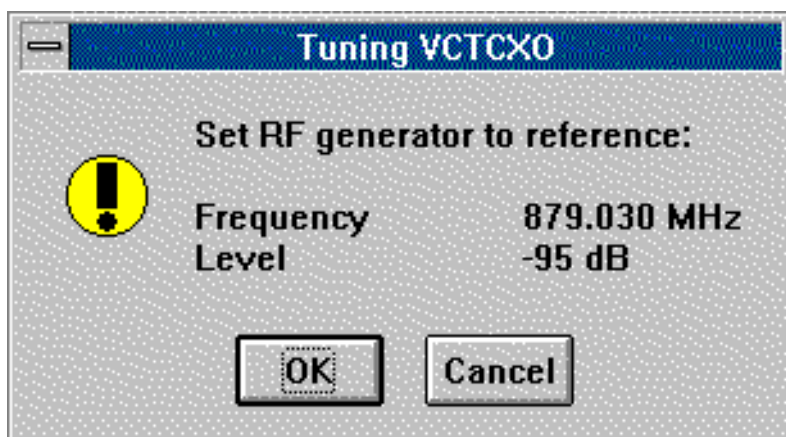 Tuning VCTCXO
Set RF generator to reference:
Frequency 879.030 MHz
Level -95 dB
OK Cancel